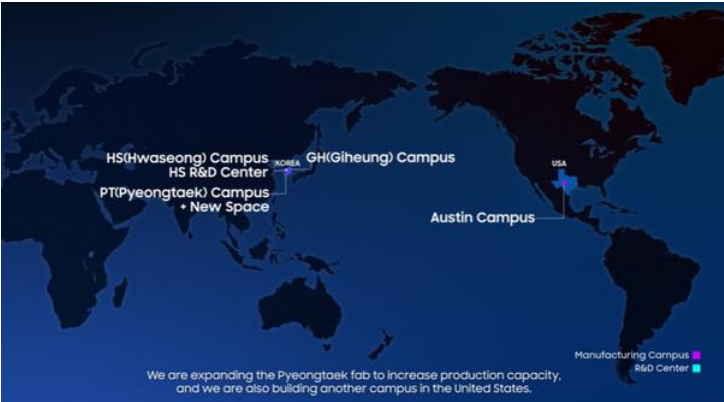 HS(Hwaseong) Campus
HS R&D Center
KOREA
GH(Giheung) Campus
PT(Pyeongtaek) Campus
+ New Space
USA
Austin Campus
Manufacturing Campus
R&D Center
We are expanding the Pyeongtaek fab to increase production capacity,
and we are also building another campus in the United States.